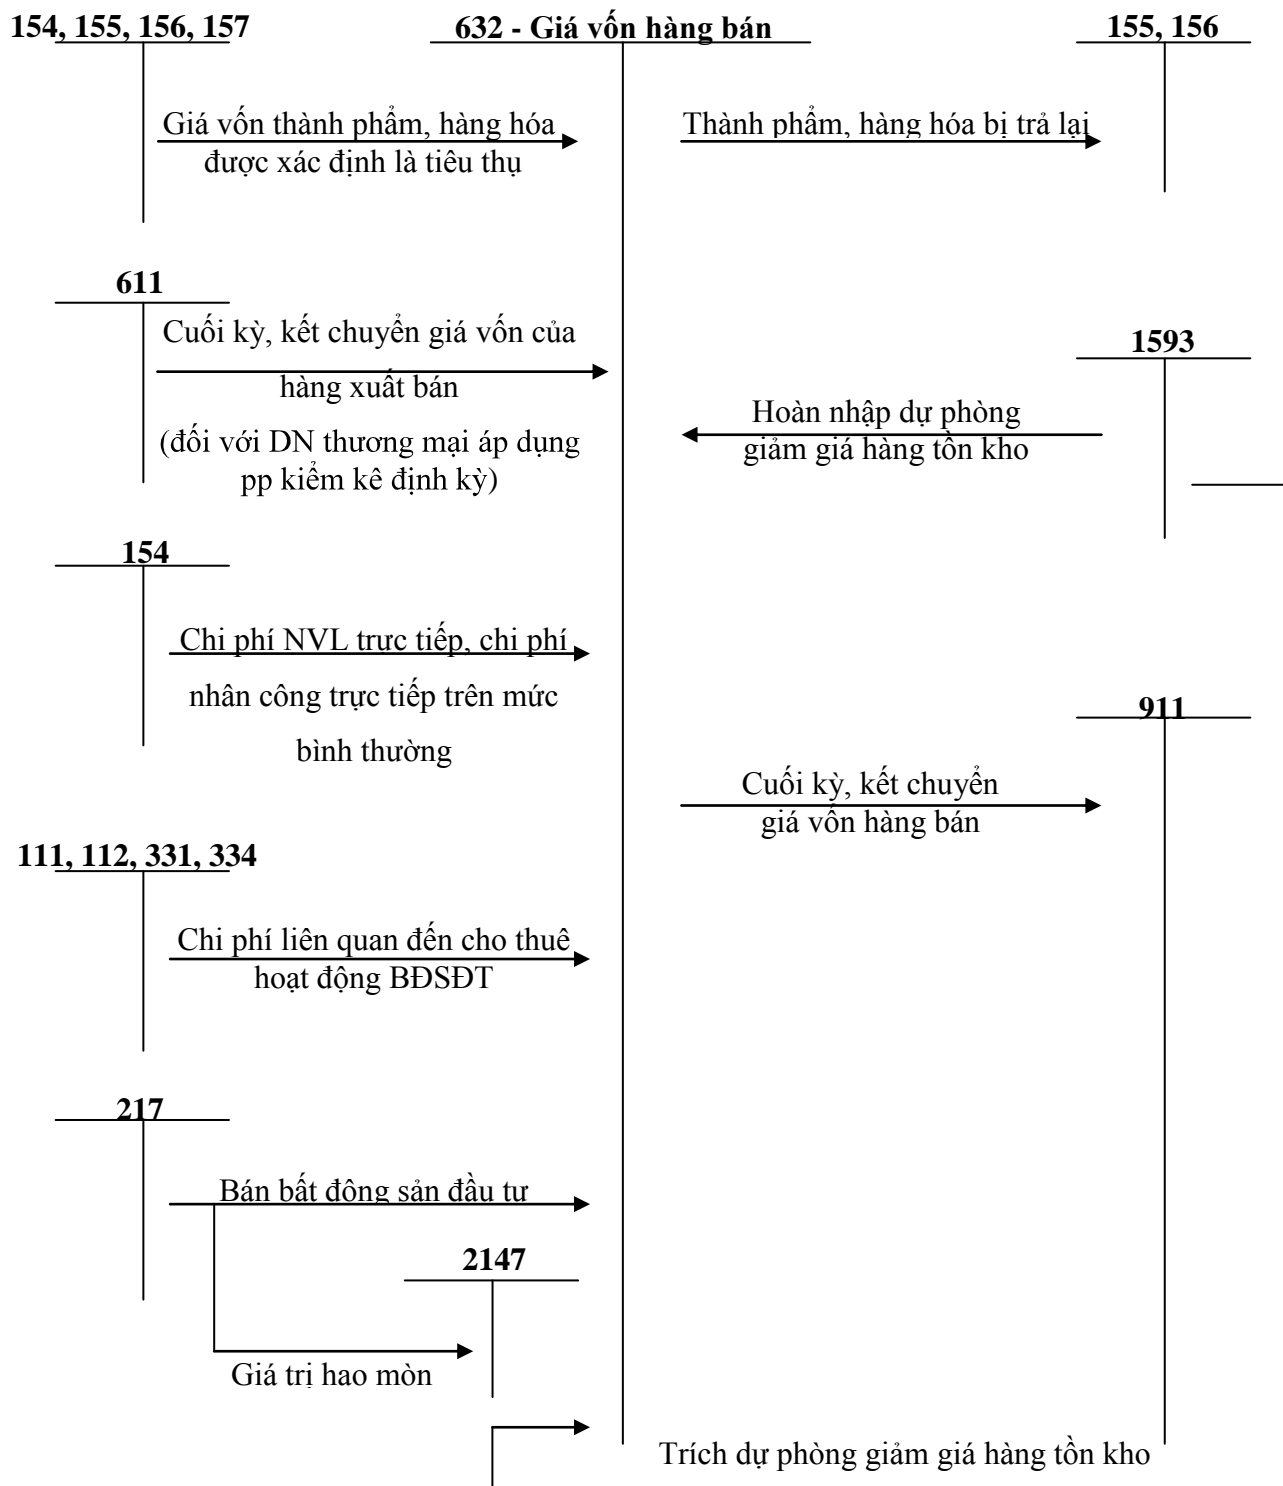 154, 155, 156, 157
632 - Giá vốn hàng bán
155, 156
Giá vốn thành phẩm, hàng hóa
được xác định là tiêu thụ
Thành phẩm, hàng hóa bị trả lại
611
Cuối kỳ, kết chuyển giá vốn của
hàng xuất bán
(đối với DN thương mại áp dụng
pp kiểm kê định kỳ)
1593
Hoàn nhập dự phòng
giảm giá hàng tồn kho
154
Chi phí NVL trực tiếp, chi phí
nhân công trực tiếp trên mức
bình thường
911
Cuối kỳ, kết chuyển
giá vốn hàng bán
111, 112, 331, 334
Chi phí liên quan đến cho thuê
hoạt động BĐSĐT
217
Bán bất động sản đầu tư
2147
Giá trị hao mòn
Trích dự phòng giảm giá hàng tồn kho